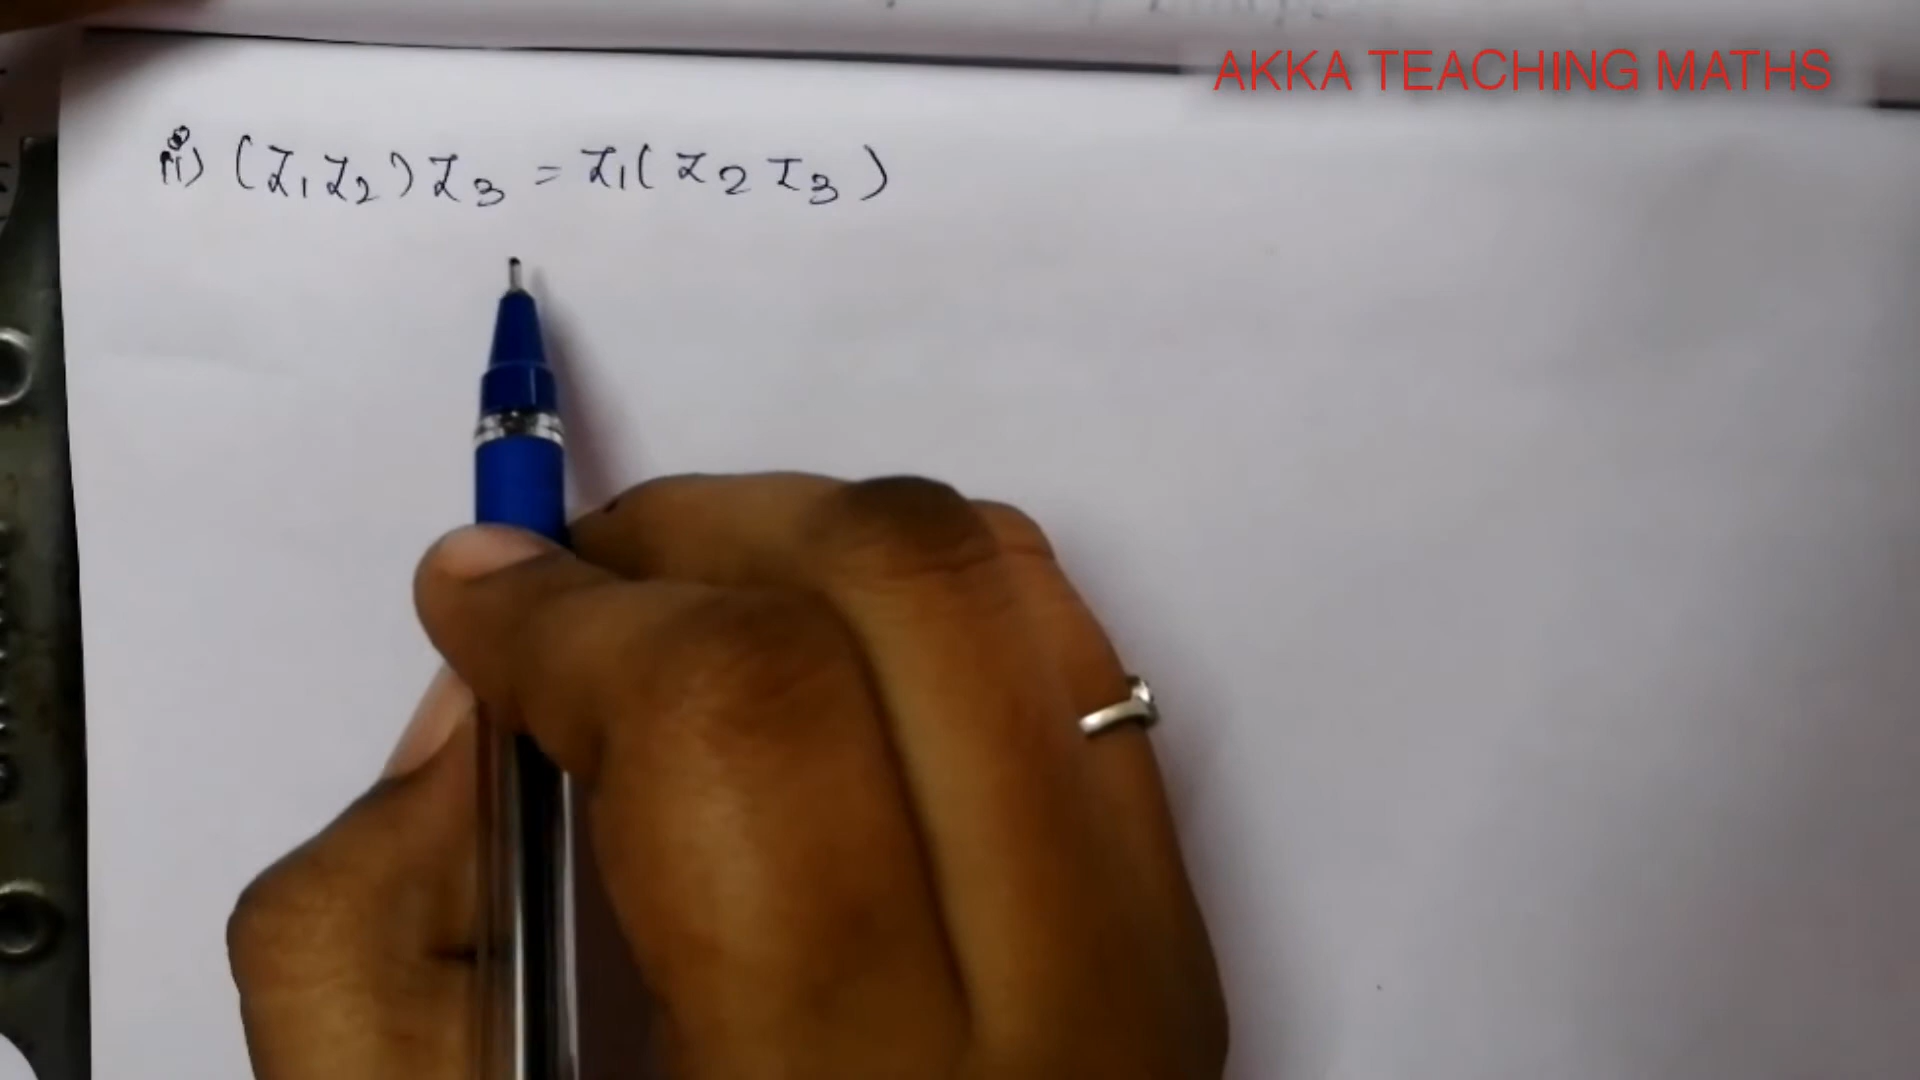 AKKA TEACHING MATHS
ii) (Z₁Z₂)Z₃ = Z₁(Z₂Z₃)